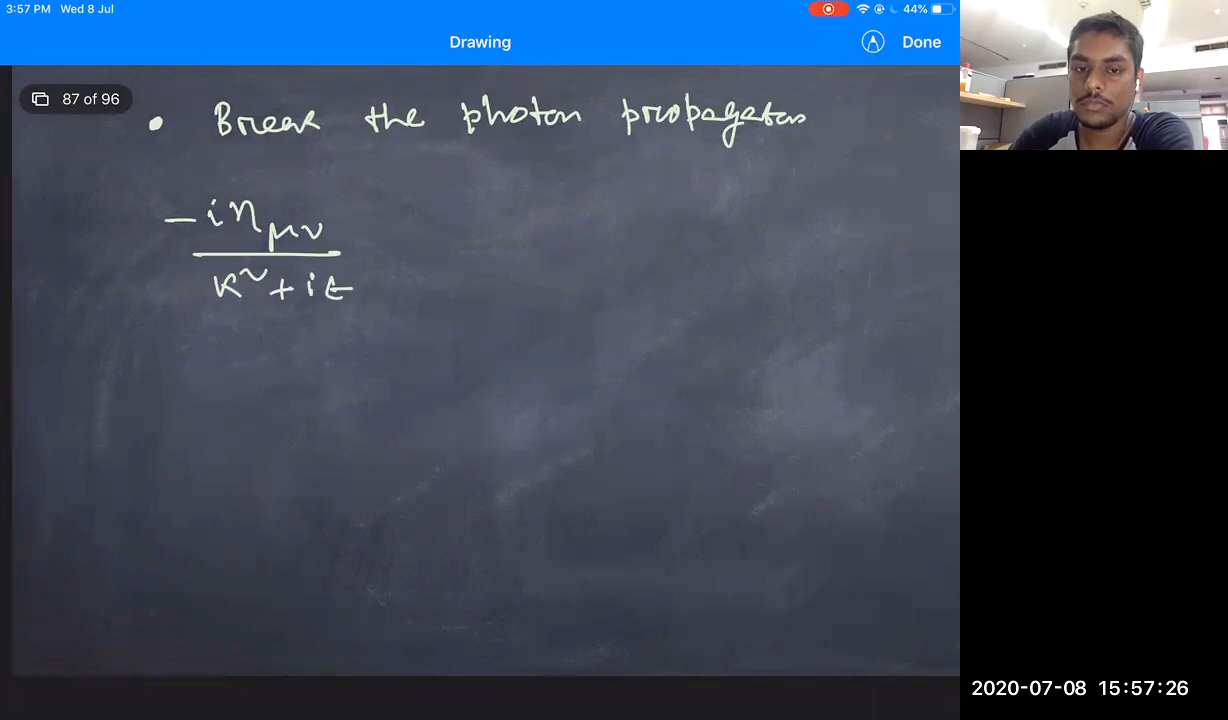 3:57 PM Wed 8 Jul
44%
Drawing
Done
87 of 96
• Break the photon propagator
-iη_μν
k² + iε
2020-07-08 15:57:26